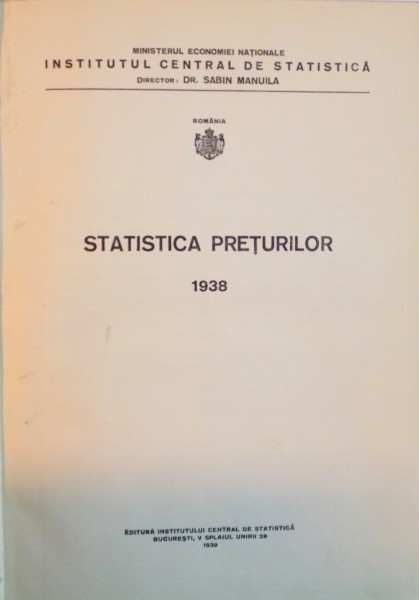 MINISTERUL ECONOMIEI NAȚIONALE
INSTITUTUL CENTRAL DE STATISTICĂ
DIRECTOR: DR. SABIN MANUILA
ROMÂNIA
STATISTICA PREȚURILOR
1938
EDITURA INSTITUTULUI CENTRAL DE STATISTICĂ
BUCUREȘTI, V SPLAIUL UNIRII 28
1939